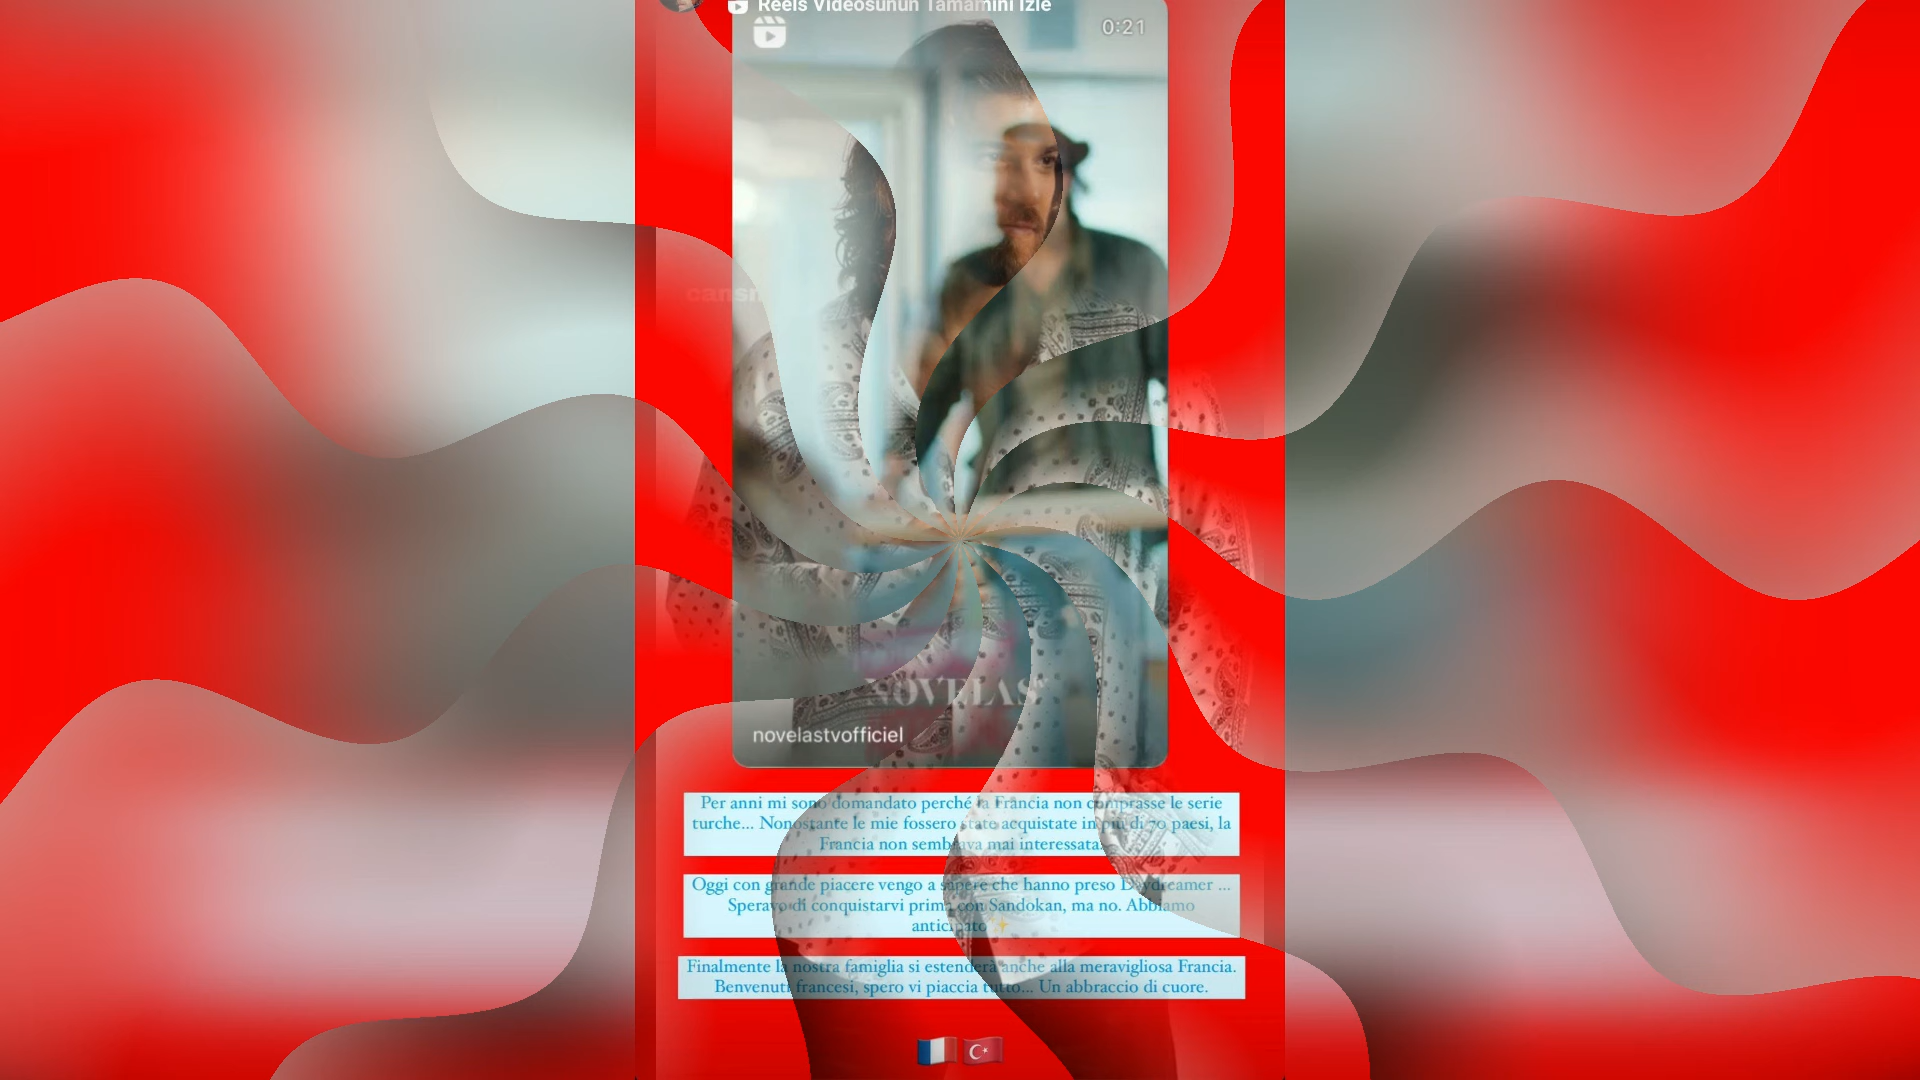 Reels Videosunun Tamamını İzle
0:21
cansm
NOVELAS
novelastvofficiel
Per anni mi sono domandato perché la Francia non comprasse le serie
turche... Nonostante le mie fossero state acquistate in più di 70 paesi, la
Francia non sembrava mai interessata.
Oggi con grande piacere vengo a sapere che hanno preso Daydreamer ...
Speravo di conquistarvi prima con Sandokan, ma no. Abbiamo
anticipato ✨
Finalmente la nostra famiglia si estenderà anche alla meravigliosa Francia.
Benvenuti francesi, spero vi piaccia tutto... Un abbraccio di cuore.
🇫🇷🇹🇷